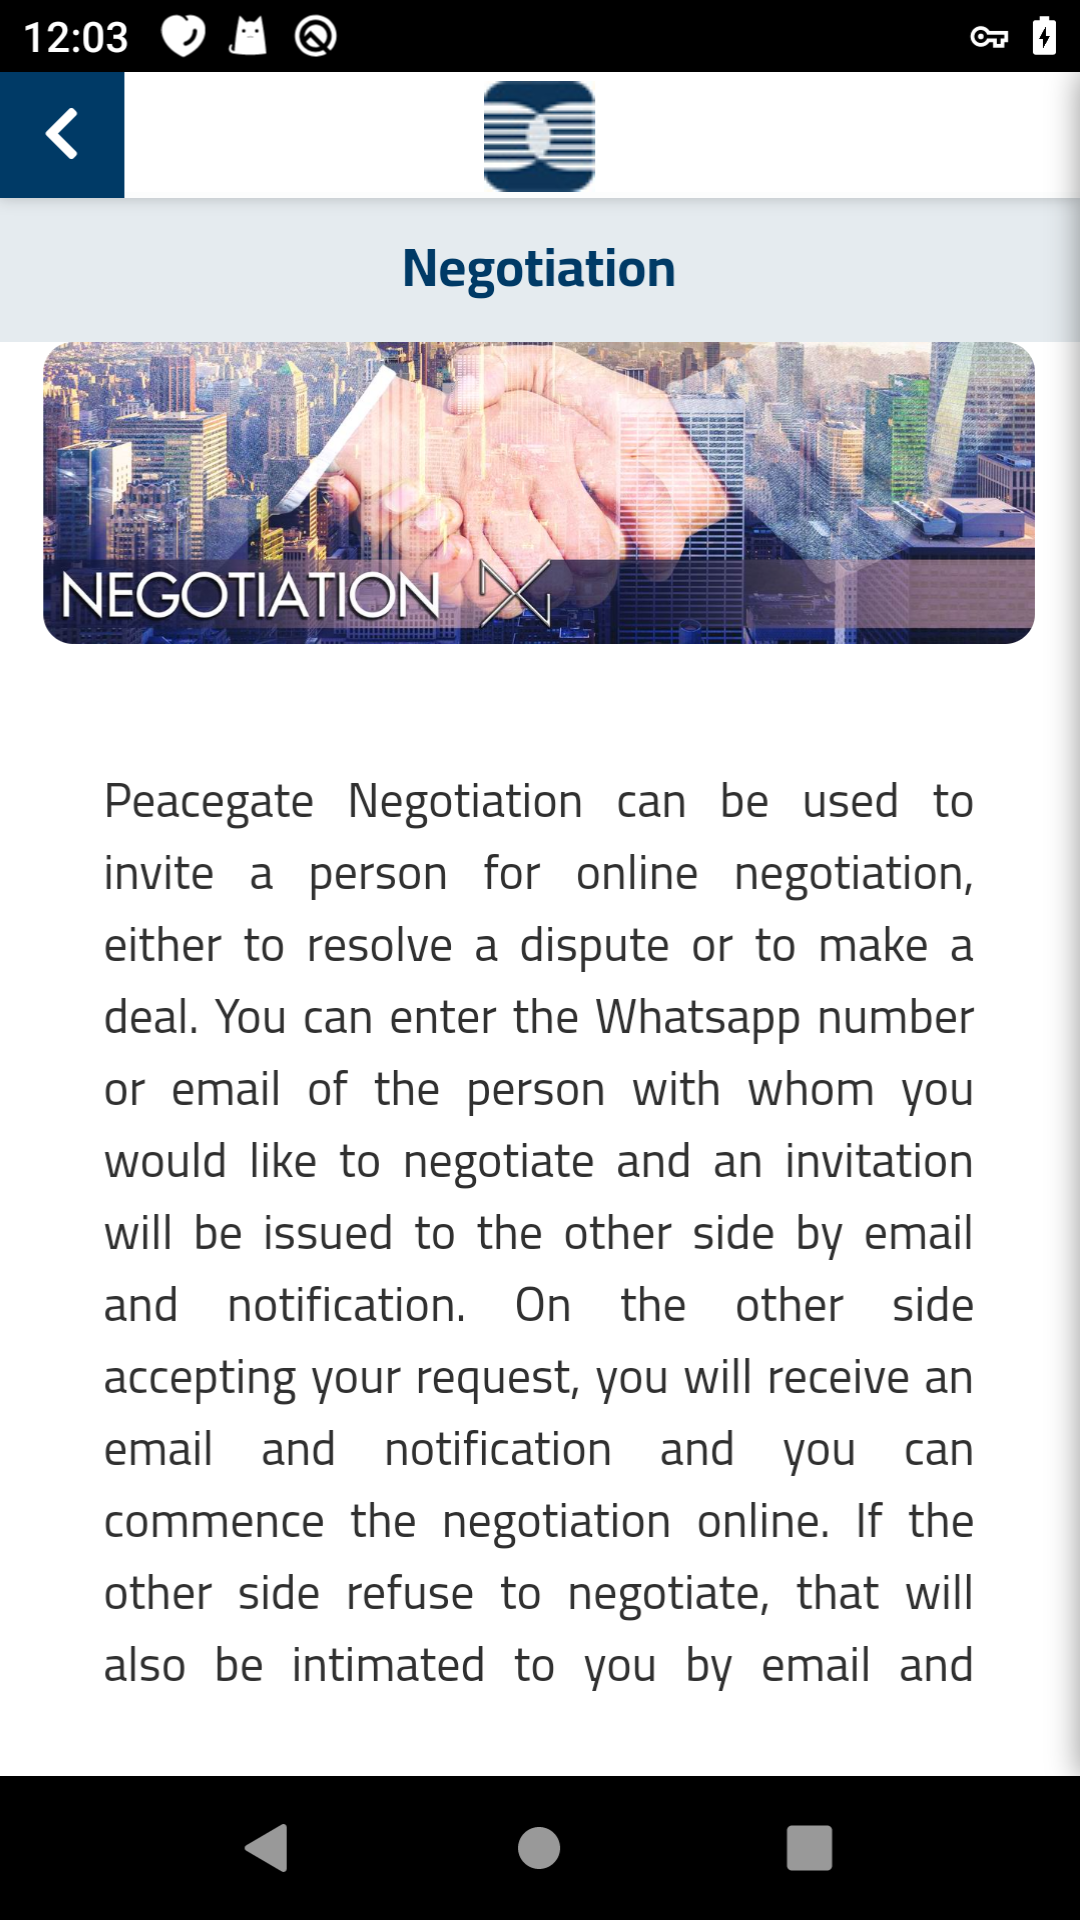 12:03
Negotiation
NEGOTIATION
Peacegate Negotiation can be used to
invite a person for online negotiation,
either to resolve a dispute or to make a
deal. You can enter the Whatsapp number
or email of the person with whom you
would like to negotiate and an invitation
will be issued to the other side by email
and notification. On the other side
accepting your request, you will receive an
email and notification and you can
commence the negotiation online. If the
other side refuse to negotiate, that will
also be intimated to you by email and